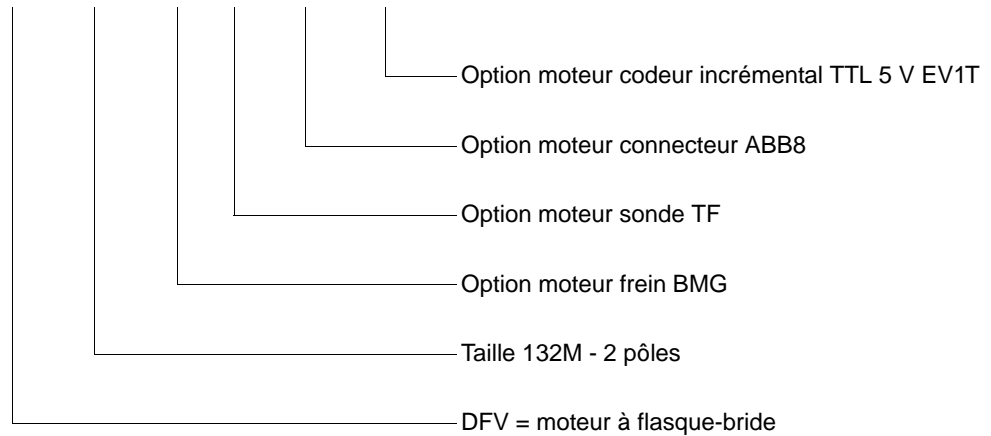 Option moteur codeur incrémental TTL 5 V EV1T
Option moteur connecteur ABB8
Option moteur sonde TF
Option moteur frein BMG
Taille 132M - 2 pôles
DFV = moteur à flasque-bride